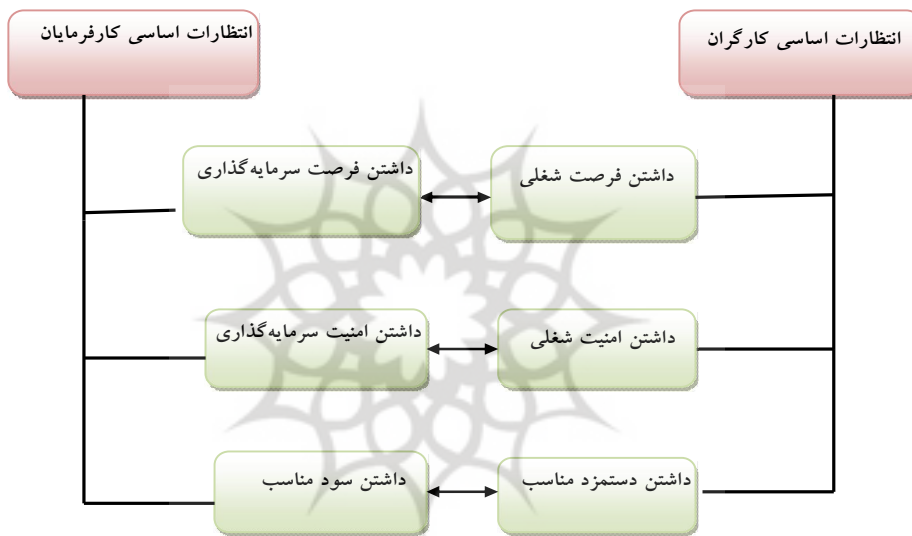 انتظارات اساسی کارگران
انتظارات اساسی کارفرمایان
داشتن فرصت شغلی
داشتن فرصت سرمایه‌گذاری
داشتن امنیت شغلی
داشتن امنیت سرمایه‌گذاری
داشتن دستمزد مناسب
داشتن سود مناسب